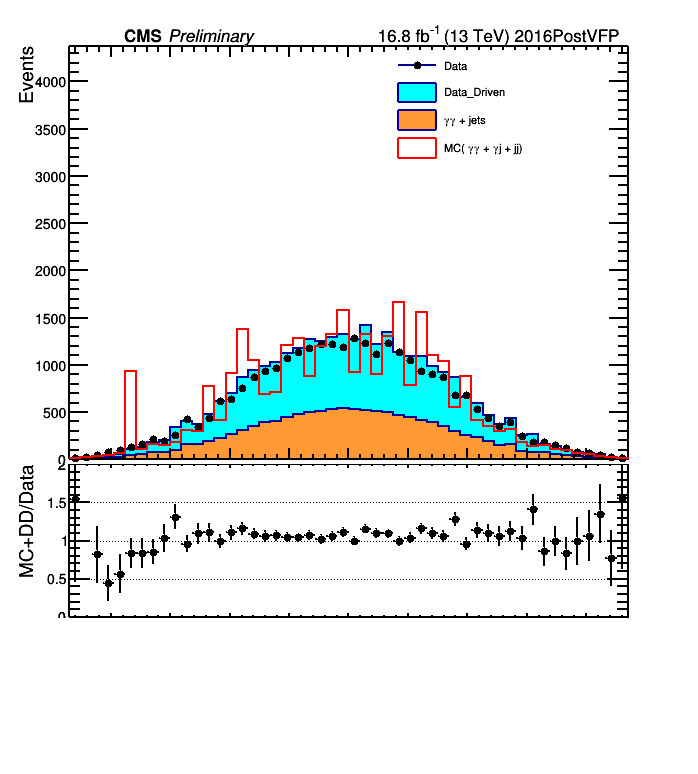 CMS Preliminary 16.8 fb⁻¹ (13 TeV) 2016PostVFP
Events
4000
3500
3000
2500
2000
1500
1000
500
0
Data
Data_Driven
γγ + jets
MC( γγ + γj + jj)
MC+DD/Data
2
1.5
1
0.5
0